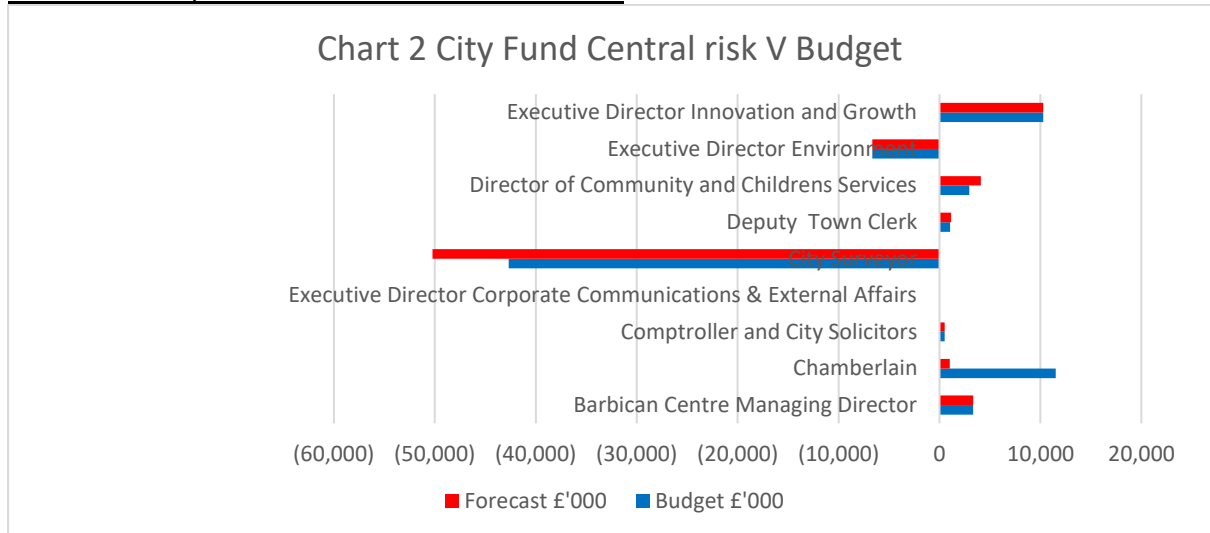 Chart 2 City Fund Central risk V Budget
Executive Director Innovation and Growth
Executive Director Environment
Director of Community and Childrens Services
Deputy  Town Clerk
City Surveyor
Executive Director Corporate Communications & External Affairs
Comptroller and City Solicitors
Chamberlain
Barbican Centre Managing Director
(60,000) (50,000) (40,000) (30,000) (20,000) (10,000) 0 10,000 20,000
Forecast £'000 Budget £'000